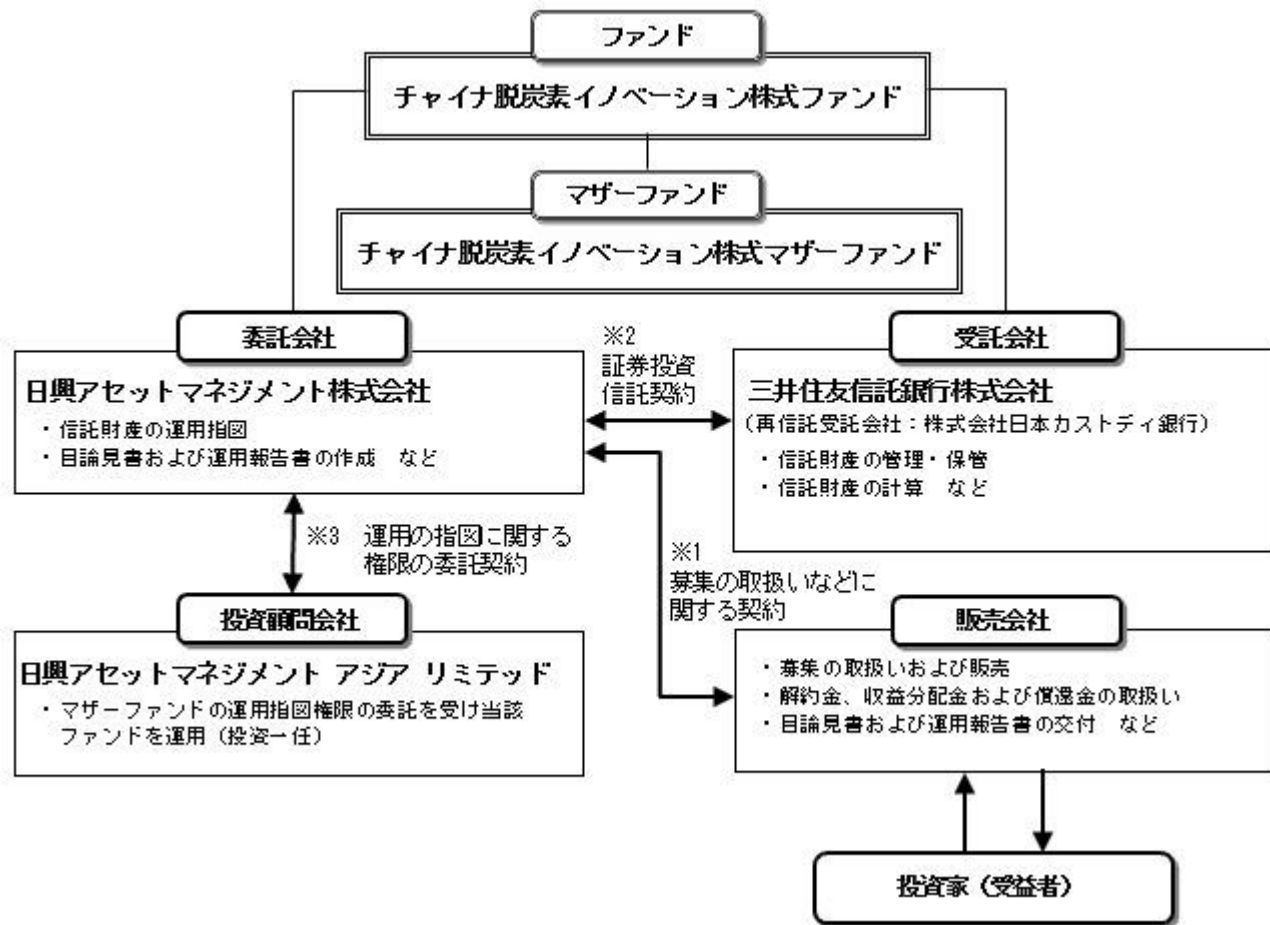 ファンド
チャイナ脱炭素イノベーション株式ファンド
マザーファンド
チャイナ脱炭素イノベーション株式マザーファンド
委託会社
日興アセットマネジメント株式会社
・信託財産の運用指図
・目論見書および運用報告書の作成　など
※2
証券投資
信託契約
受託会社
三井住友信託銀行株式会社
(再信託受託会社：株式会社日本カストディ銀行)
・信託財産の管理・保管
・信託財産の計算　など
※3　運用の指図に関する
権限の委託契約
※1
募集の取扱いなどに
関する契約
投資顧問会社
日興アセットマネジメント アジア リミテッド
・マザーファンドの運用指図権限の委託を受け当該
ファンドを運用（投資一任）
販売会社
・募集の取扱いおよび販売
・解約金、収益分配金および償還金の取扱い
・目論見書および運用報告書の交付　など
投資家（受益者）